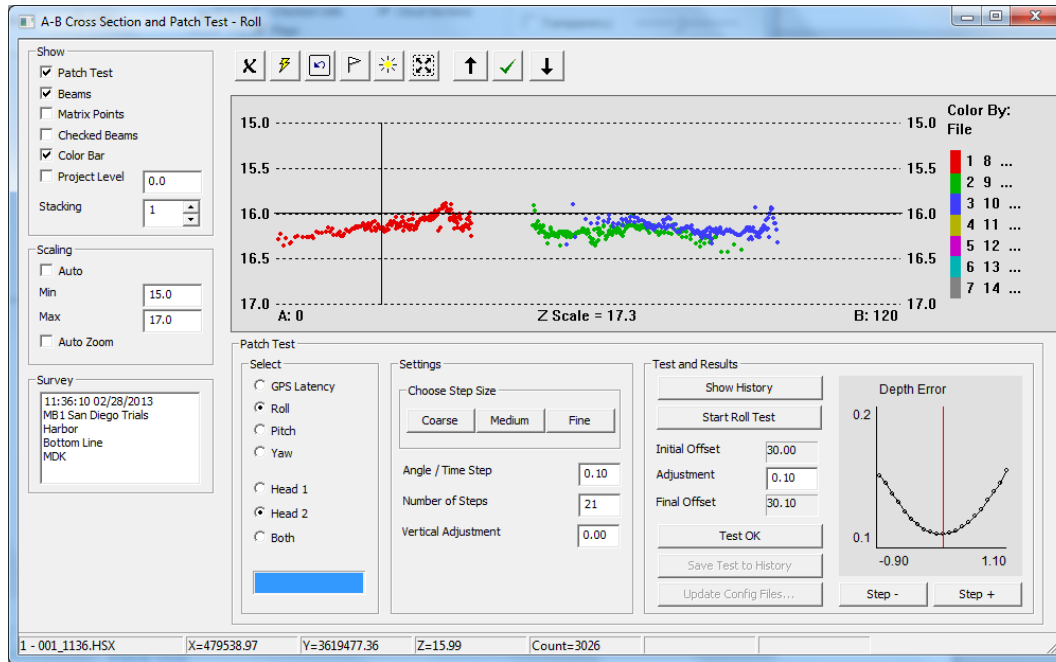 A-B Cross Section and Patch Test - Roll
Show
Patch Test
Beams
Matrix Points
Checked Beams
Color Bar
Project Level 0.0
Stacking 1
Scaling
Auto
Min 15.0
Max 17.0
Auto Zoom
Survey
11:36:10 02/28/2013
MB1 San Diego Trials
Harbor
Bottom Line
MDK
15.0 15.0
15.5 15.5
16.0 16.0
16.5 16.5
17.0 17.0
A: 0 Z Scale = 17.3 B: 120
Color By:
File
1 8 ...
2 9 ...
3 10 ...
4 11 ...
5 12 ...
6 13 ...
7 14 ...
Patch Test
Select
GPS Latency
Roll
Pitch
Yaw
Head 1
Head 2
Both
Settings
Choose Step Size
Coarse Medium Fine
Angle / Time Step 0.10
Number of Steps 21
Vertical Adjustment 0.00
Test and Results
Show History
Start Roll Test
Initial Offset 30.00
Adjustment 0.10
Final Offset 30.10
Test OK
Save Test to History
Update Config Files...
Depth Error
0.2
0.1
-0.90 1.10
Step - Step +
1 - 001_1136.HSX X=479538.97 Y=3619477.36 Z=15.99 Count=3026